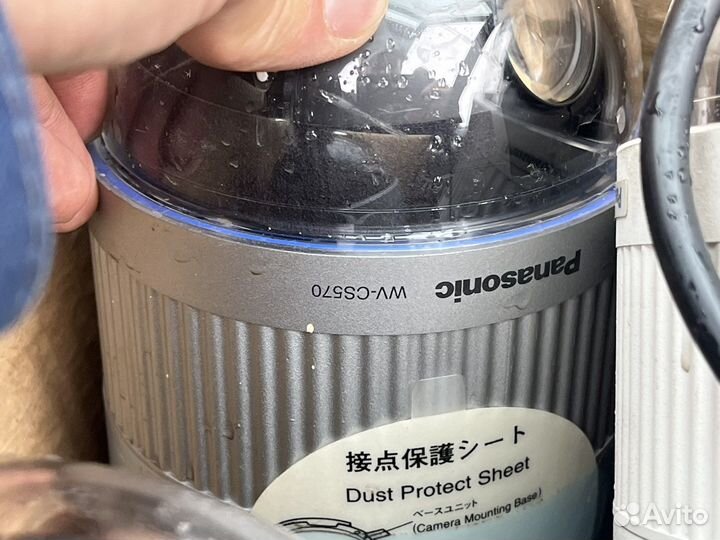 Panasonic
WV-CS570
接点保護シート
Dust Protect Sheet
ベースユニット
(Camera Mounting Base)
Avito